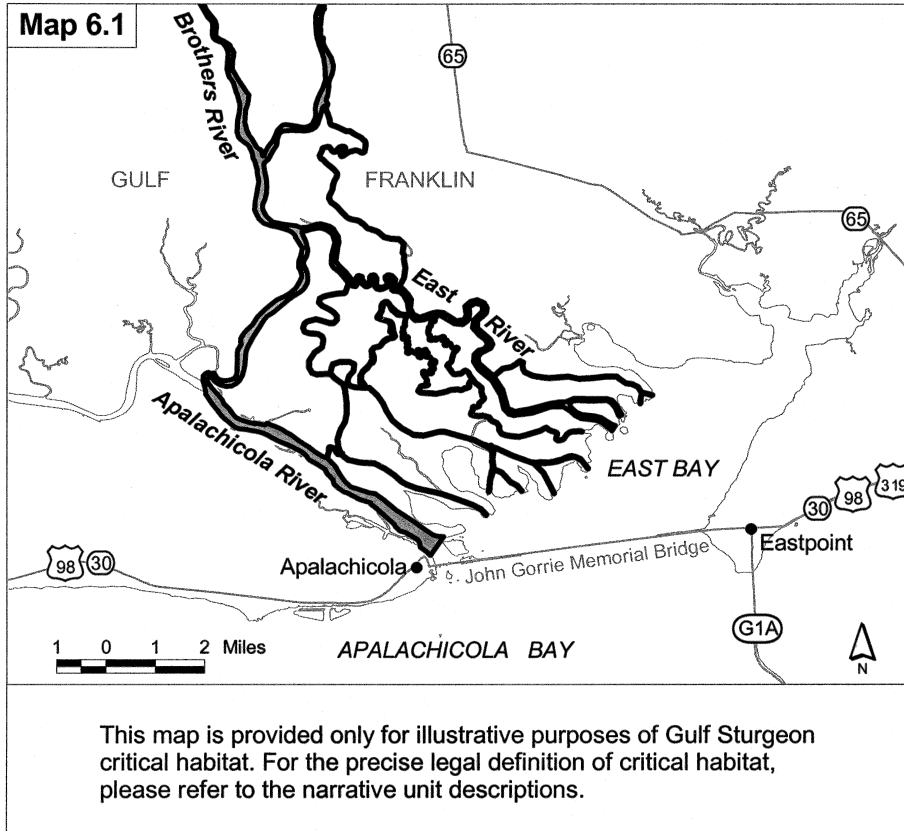 Map 6.1
Brothers River
65
GULF
FRANKLIN
65
East River
Apalachicola River
EAST BAY
98
319
30
Eastpoint
98
30
Apalachicola
John Gorrie Memorial Bridge
G1A
1 0 1 2 Miles
APALACHICOLA BAY
N
This map is provided only for illustrative purposes of Gulf Sturgeon
critical habitat. For the precise legal definition of critical habitat,
please refer to the narrative unit descriptions.